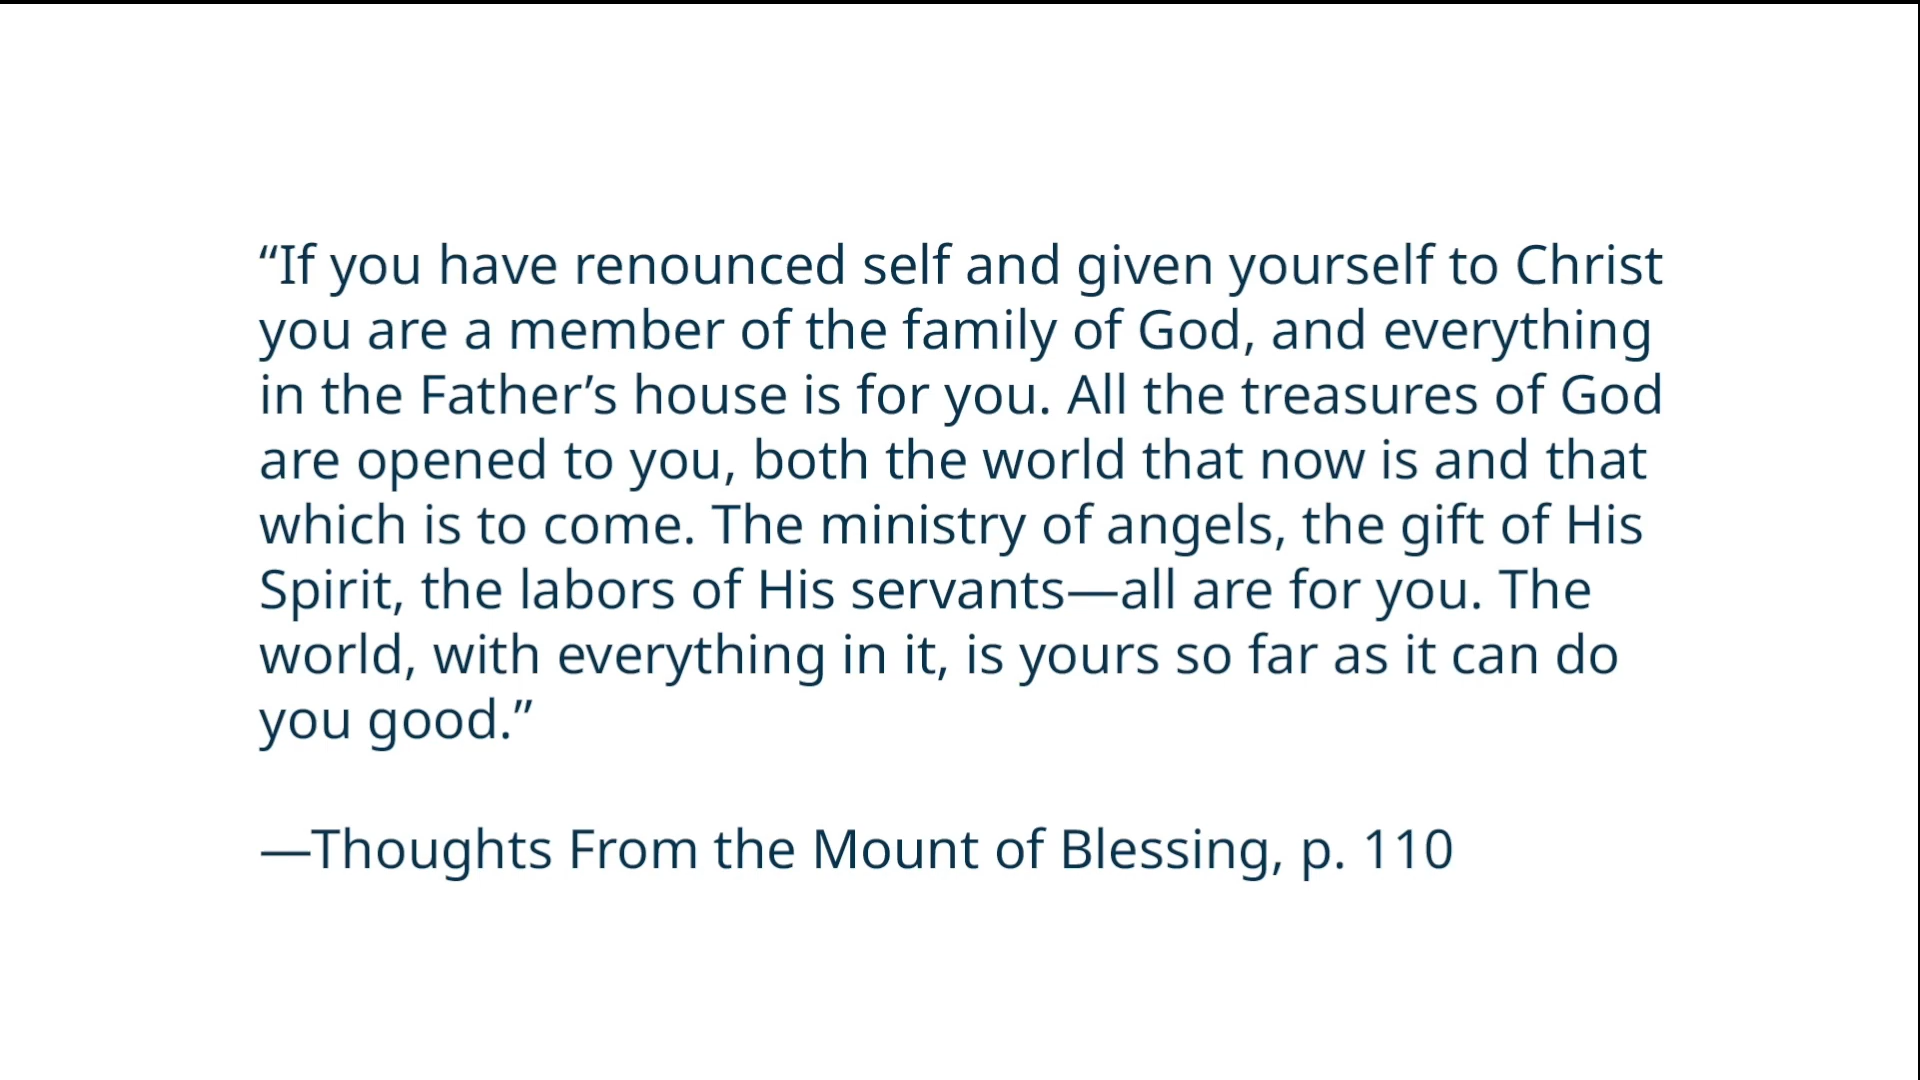 “If you have renounced self and given yourself to Christ
you are a member of the family of God, and everything
in the Father’s house is for you. All the treasures of God
are opened to you, both the world that now is and that
which is to come. The ministry of angels, the gift of His
Spirit, the labors of His servants—all are for you. The
world, with everything in it, is yours so far as it can do
you good.”
—Thoughts From the Mount of Blessing, p. 110